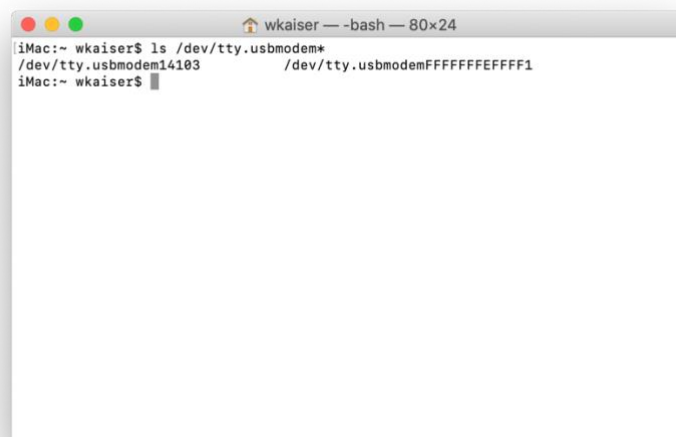 wkaiser — -bash — 80×24
[iMac:~ wkaiser$ ls /dev/tty.usbmodem*
/dev/tty.usbmodem14103          /dev/tty.usbmodemFFFFFFFEFFFF1
iMac:~ wkaiser$